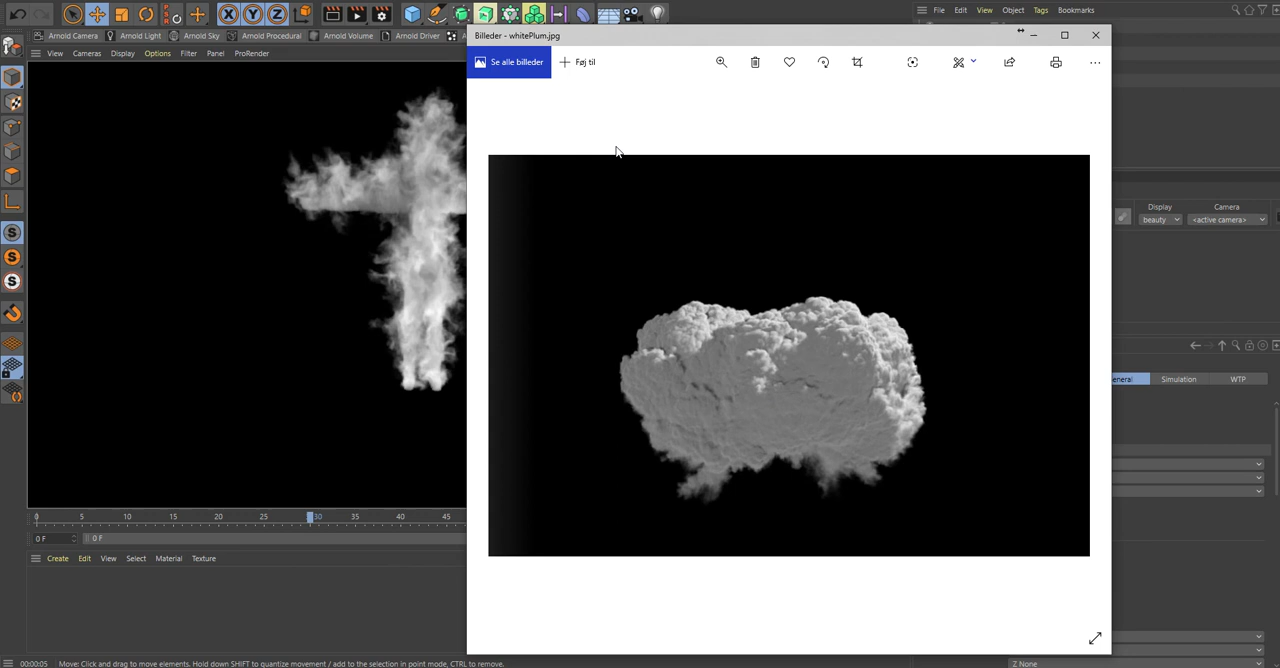 File Edit View Object Tags Bookmarks
Arnold Camera Arnold Light Arnold Sky Arnold Procedural Arnold Volume Arnold Driver
Billeder - whitePlum.jpg
View Cameras Display Options Filter Panel ProRender
Se alle billeder Føj til
X Y Z
S
S
S
Display Camera
beauty <active camera>
eneral Simulation WTP
0 5 10 15 20 25 30 35 40 45
0 F 0 F
Create Edit View Select Material Texture
00:00:05 Move: Click and drag to move elements. Hold down SHIFT to quantize movement / add to the selection in point mode, CTRL to remove.
Z None